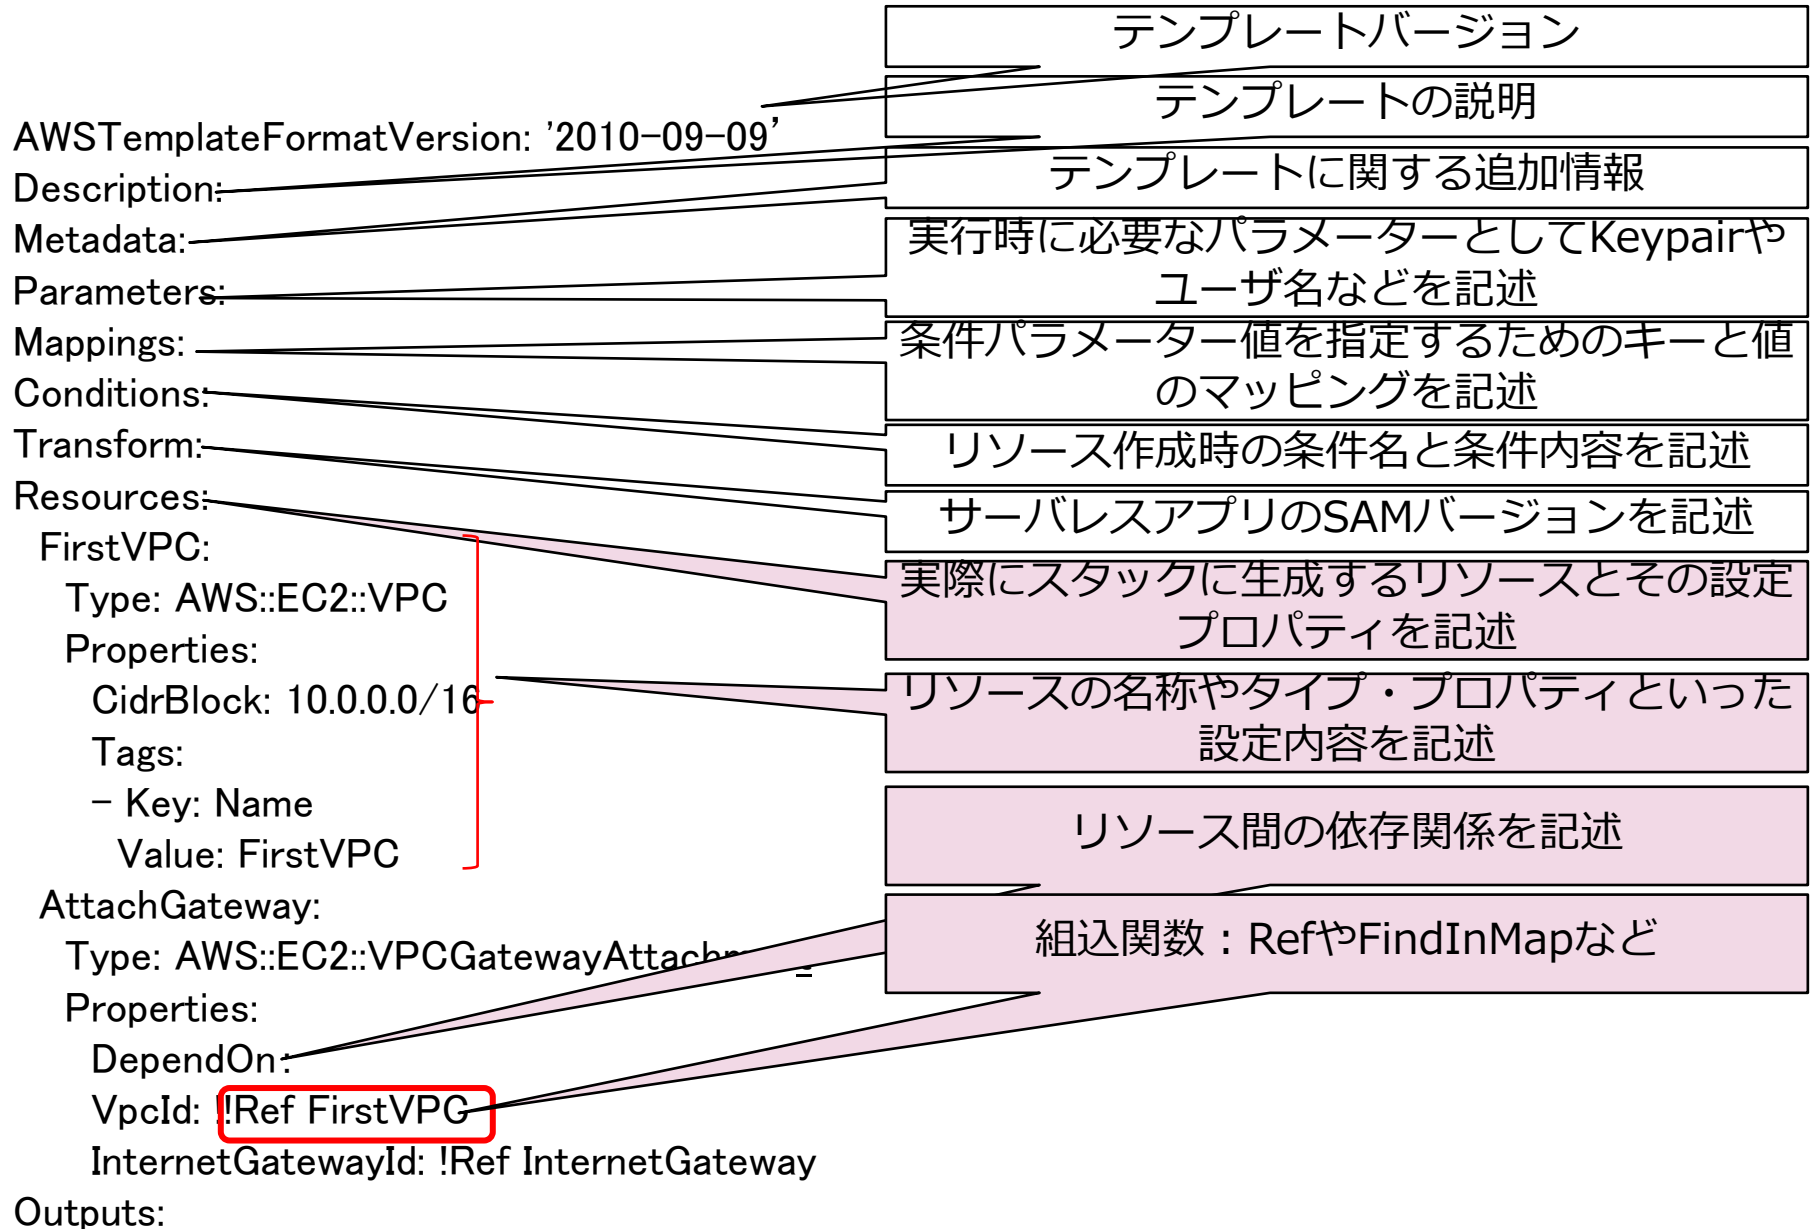 テンプレートバージョン
テンプレートの説明
テンプレートに関する追加情報
実行時に必要なパラメーターとしてKeypairや
ユーザ名などを記述
条件パラメーター値を指定するためのキーと値
のマッピングを記述
リソース作成時の条件名と条件内容を記述
サーバレスアプリのSAMバージョンを記述
実際にスタックに生成するリソースとその設定
プロパティを記述
リソースの名称やタイプ・プロパティといった
設定内容を記述
リソース間の依存関係を記述
組込関数：RefやFindInMapなど
AWSTemplateFormatVersion: '2010-09-09’
Description:
Metadata:
Parameters:
Mappings:
Conditions:
Transform:
Resources:
FirstVPC:
Type: AWS::EC2::VPC
Properties:
CidrBlock: 10.0.0.0/16
Tags:
- Key: Name
Value: FirstVPC
AttachGateway:
Type: AWS::EC2::
Properties:
DependOn:
VpcId: !!Ref FirstVPC
InternetGatewayId: !Ref InternetGateway
Outputs: